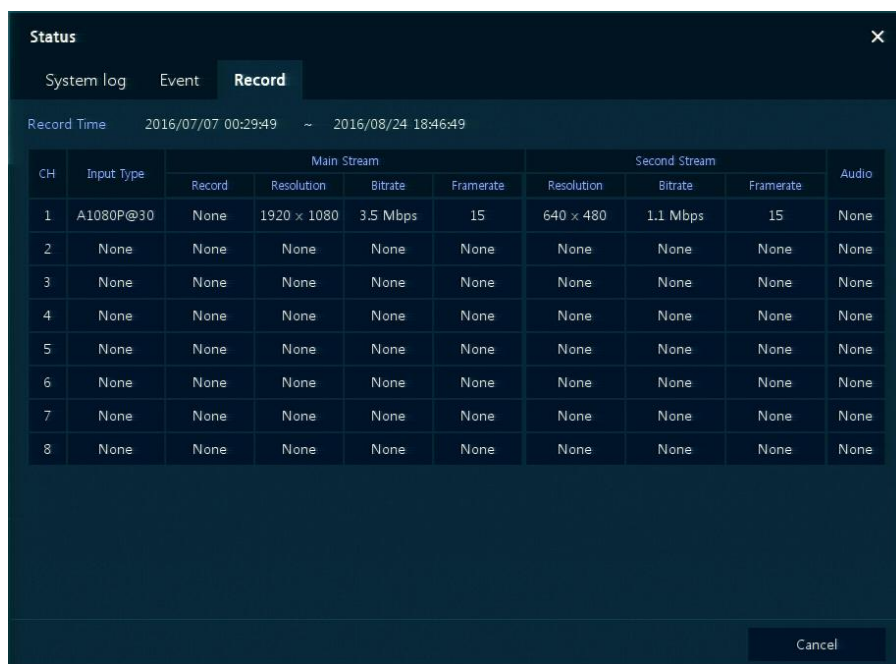 Status
System log Event Record
Record Time 2016/07/07 00:29:49 ~ 2016/08/24 18:46:49
CH Input Type Main Stream Second Stream Audio
Record Resolution Bitrate Framerate Resolution Bitrate Framerate
1 A1080P@30 None 1920 × 1080 3.5 Mbps 15 640 × 480 1.1 Mbps 15 None
2 None None None None None None None None None
3 None None None None None None None None None
4 None None None None None None None None None
5 None None None None None None None None None
6 None None None None None None None None None
7 None None None None None None None None None
8 None None None None None None None None None
Cancel